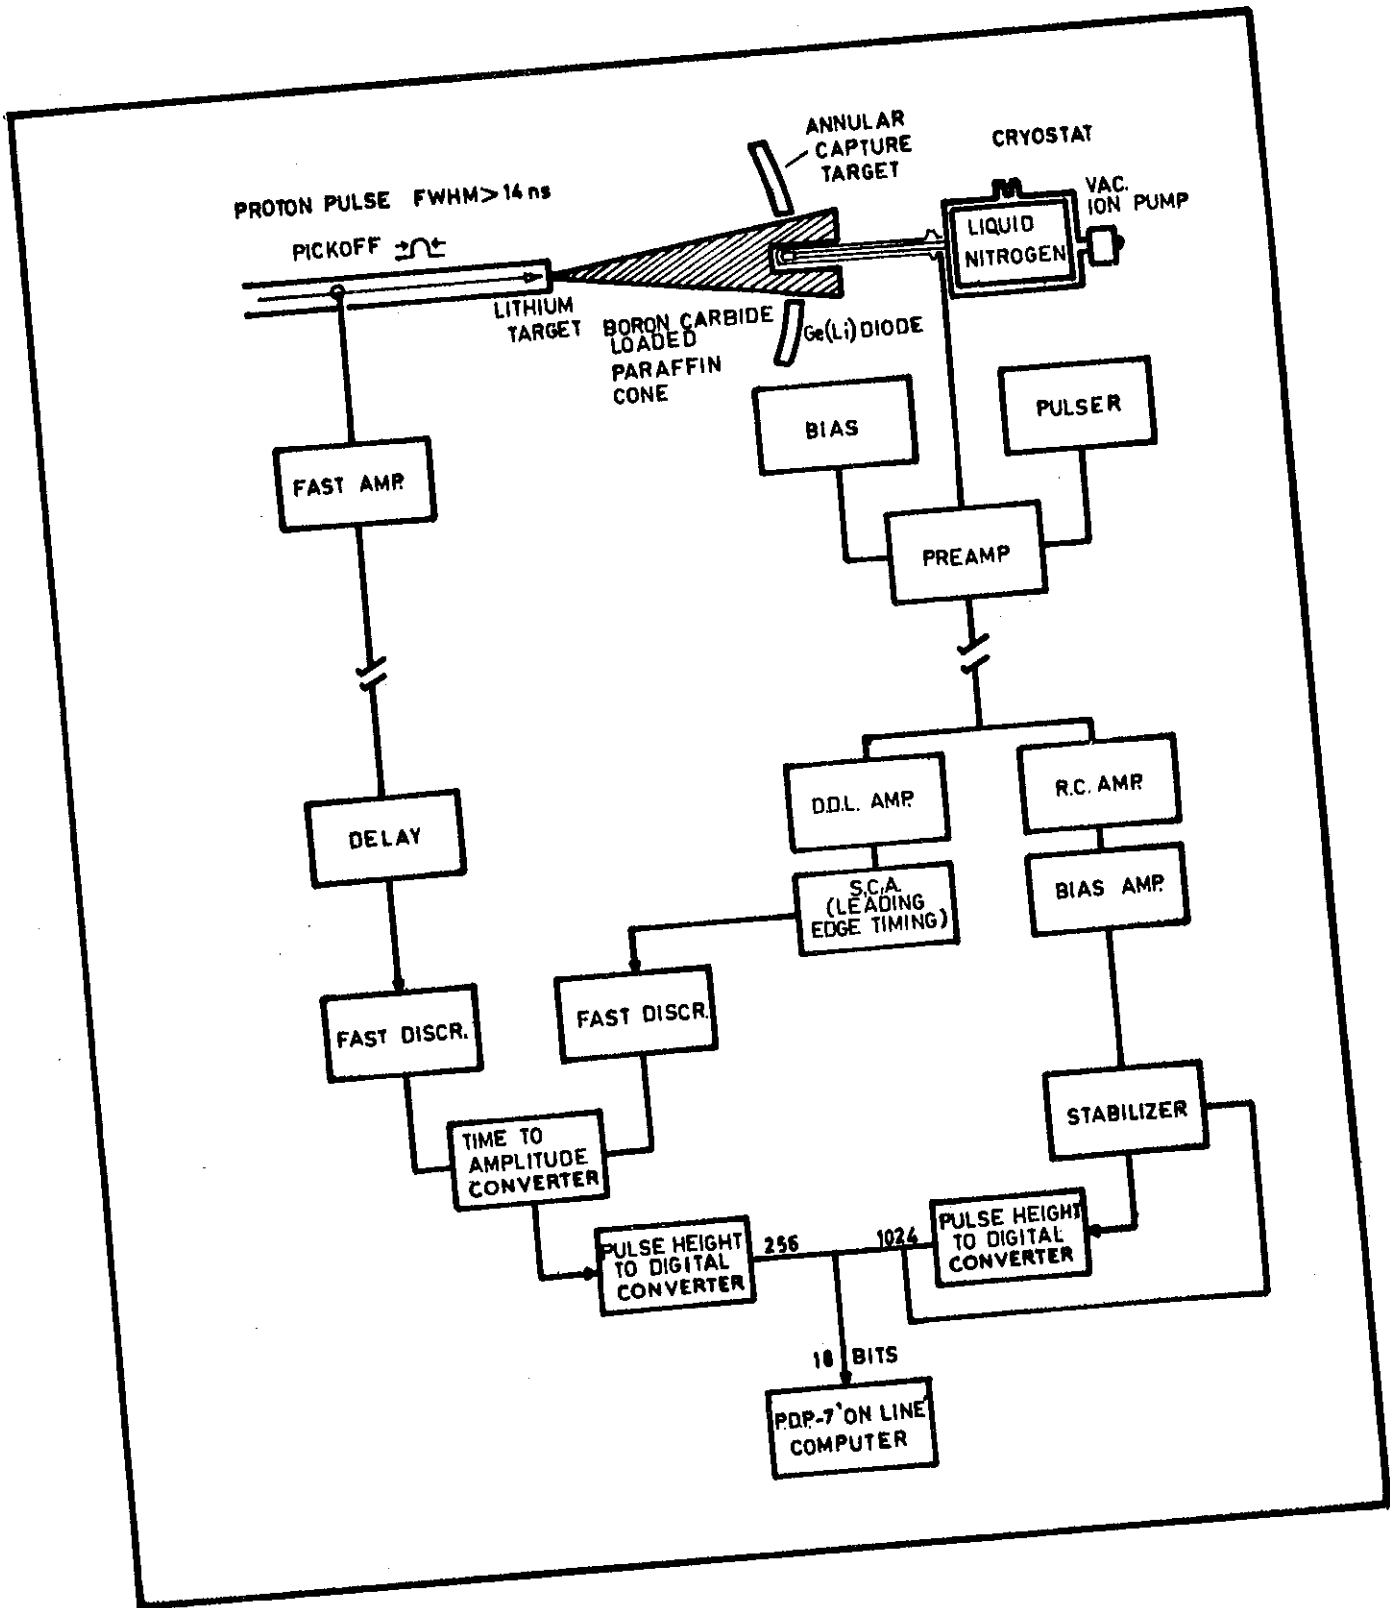 ANNULAR
CAPTURE
TARGET
CRYOSTAT
PROTON PULSE FWHM > 14 ns
VAC.
ION PUMP
PICKOFF
LIQUID
NITROGEN
LITHIUM
TARGET
BORON CARBIDE
LOADED
PARAFFIN
CONE
Ge(Li) DIODE
BIAS
PULSER
FAST AMP.
PREAMP
D.D.L. AMP.
R.C. AMP.
DELAY
S.C.A.
(LEADING
EDGE TIMING)
BIAS AMP.
FAST DISCR.
FAST DISCR.
STABILIZER
TIME TO
AMPLITUDE
CONVERTER
PULSE HEIGHT
TO DIGITAL
CONVERTER
256
1024
PULSE HEIGHT
TO DIGITAL
CONVERTER
18 BITS
P.D.P.-7 'ON LINE'
COMPUTER